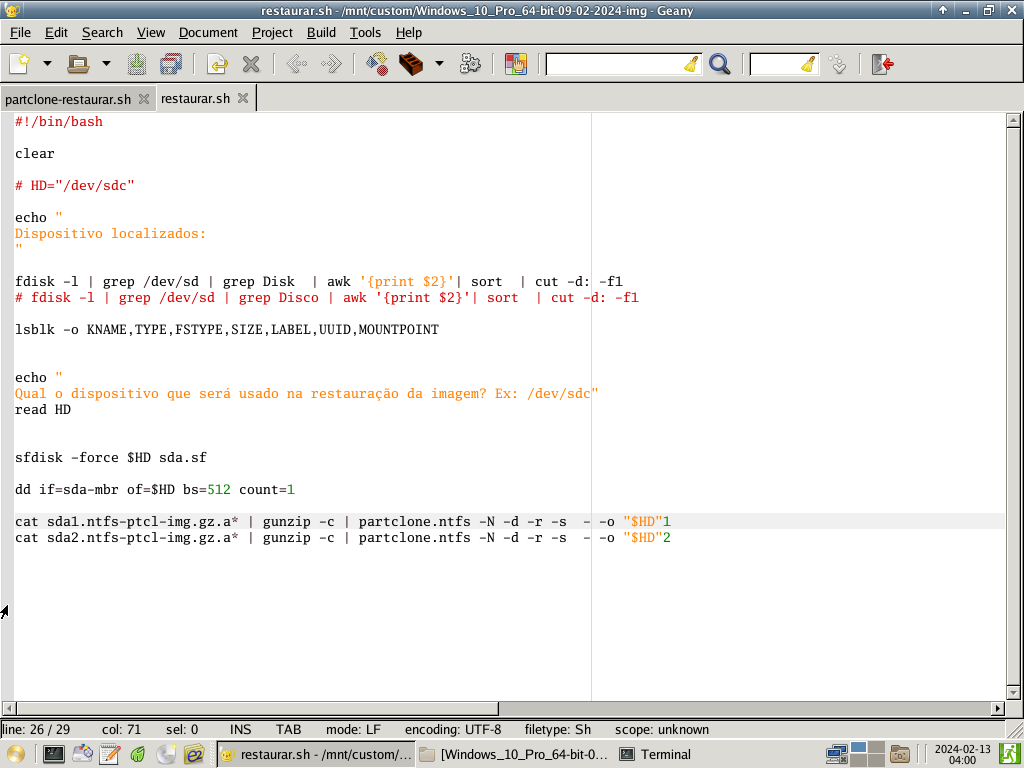 restaurar.sh - /mnt/custom/Windows_10_Pro_64-bit-09-02-2024-img - Geany
File Edit Search View Document Project Build Tools Help
partclone-restaurar.sh restaurar.sh
#!/bin/bash
clear
# HD="/dev/sdc"
echo "
Dispositivo localizados:
"
fdisk -l | grep /dev/sd | grep Disk  | awk '{print $2}'| sort  | cut -d: -f1
# fdisk -l | grep /dev/sd | grep Disco | awk '{print $2}'| sort  | cut -d: -f1
lsblk -o KNAME,TYPE,FSTYPE,SIZE,LABEL,UUID,MOUNTPOINT
echo "
Qual o dispositivo que será usado na restauração da imagem? Ex: /dev/sdc"
read HD
sfdisk -force $HD sda.sf
dd if=sda-mbr of=$HD bs=512 count=1
cat sda1.ntfs-ptcl-img.gz.a* | gunzip -c | partclone.ntfs -N -d -r -s  - -o "$HD"1
cat sda2.ntfs-ptcl-img.gz.a* | gunzip -c | partclone.ntfs -N -d -r -s  - -o "$HD"2
line: 26 / 29 col: 71 sel: 0 INS TAB mode: LF encoding: UTF-8 filetype: Sh scope: unknown
restaurar.sh - /mnt/custom/... [Windows_10_Pro_64-bit-0... Terminal 2024-02-13
04:00